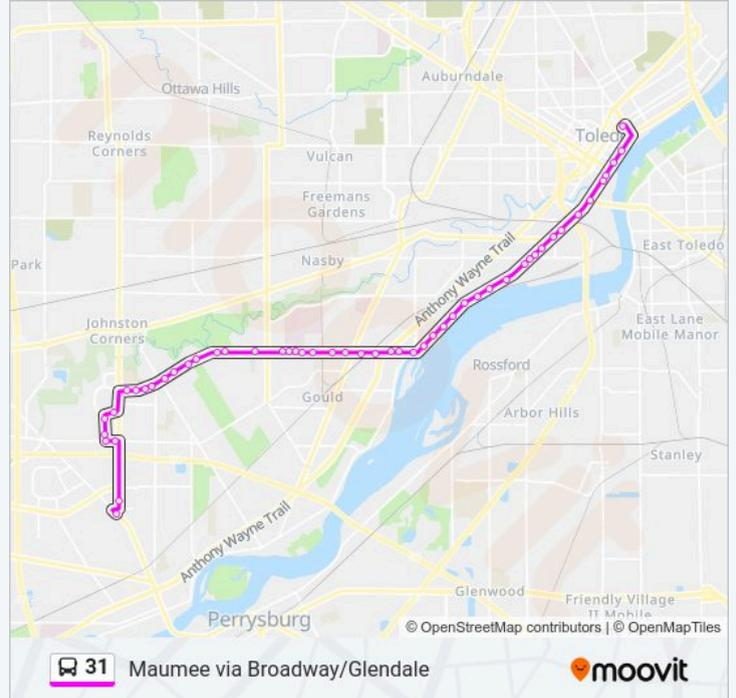 Auburndale
Ottawa Hills
Reynolds
Corners
Toled
Vulcan
Freemans
Gardens
East Toledo
Anthony Wayne Trail
Park
Nasby
Johnston
Corners
East Lane
Mobile Manor
Rossford
Gould
Arbor Hills
Stanley
Anthony Wayne Trail
Glenwood
Friendly Village
II Mobile
Perrysburg
© OpenStreetMap contributors | © OpenMapTiles
31 Maumee via Broadway/Glendale
moovit